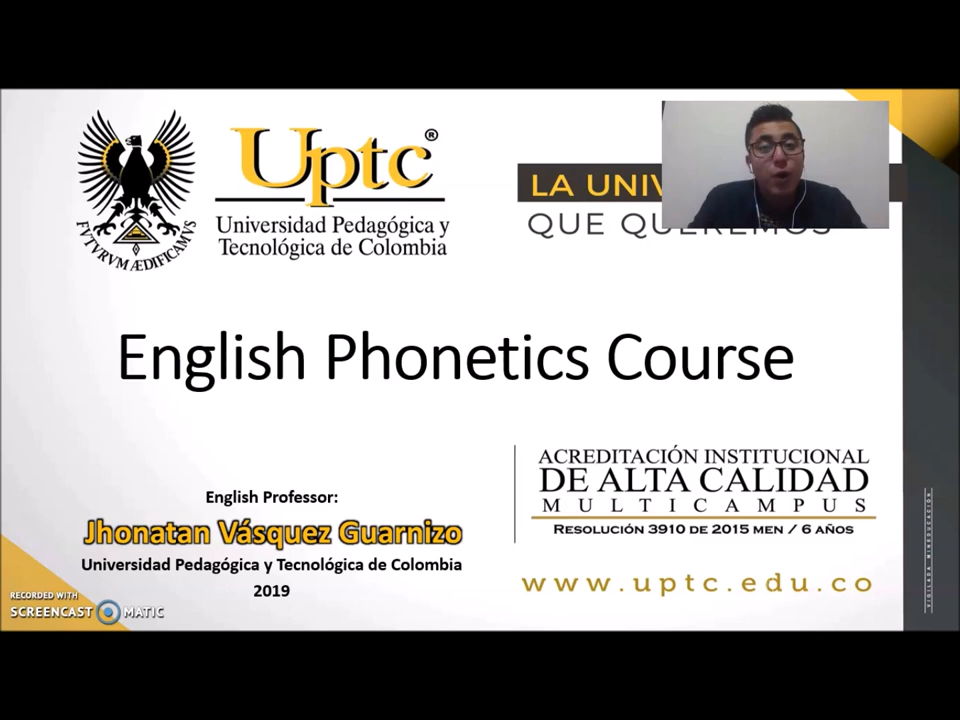 Uptc®
Universidad Pedagógica y
Tecnológica de Colombia
FVTVRVM ÆDIFICAMVS
LA UNIV
QUE QUEREMOS
English Phonetics Course
English Professor:
Jhonatan Vásquez Guarnizo
Universidad Pedagógica y Tecnológica de Colombia
2019
ACREDITACIÓN INSTITUCIONAL
DE ALTA CALIDAD
MULTICAMPUS
RESOLUCIÓN 3910 DE 2015 MEN / 6 AÑOS
www.uptc.edu.co
VIGILADA MINEDUCACIÓN
RECORDED WITH
SCREENCAST MATIC